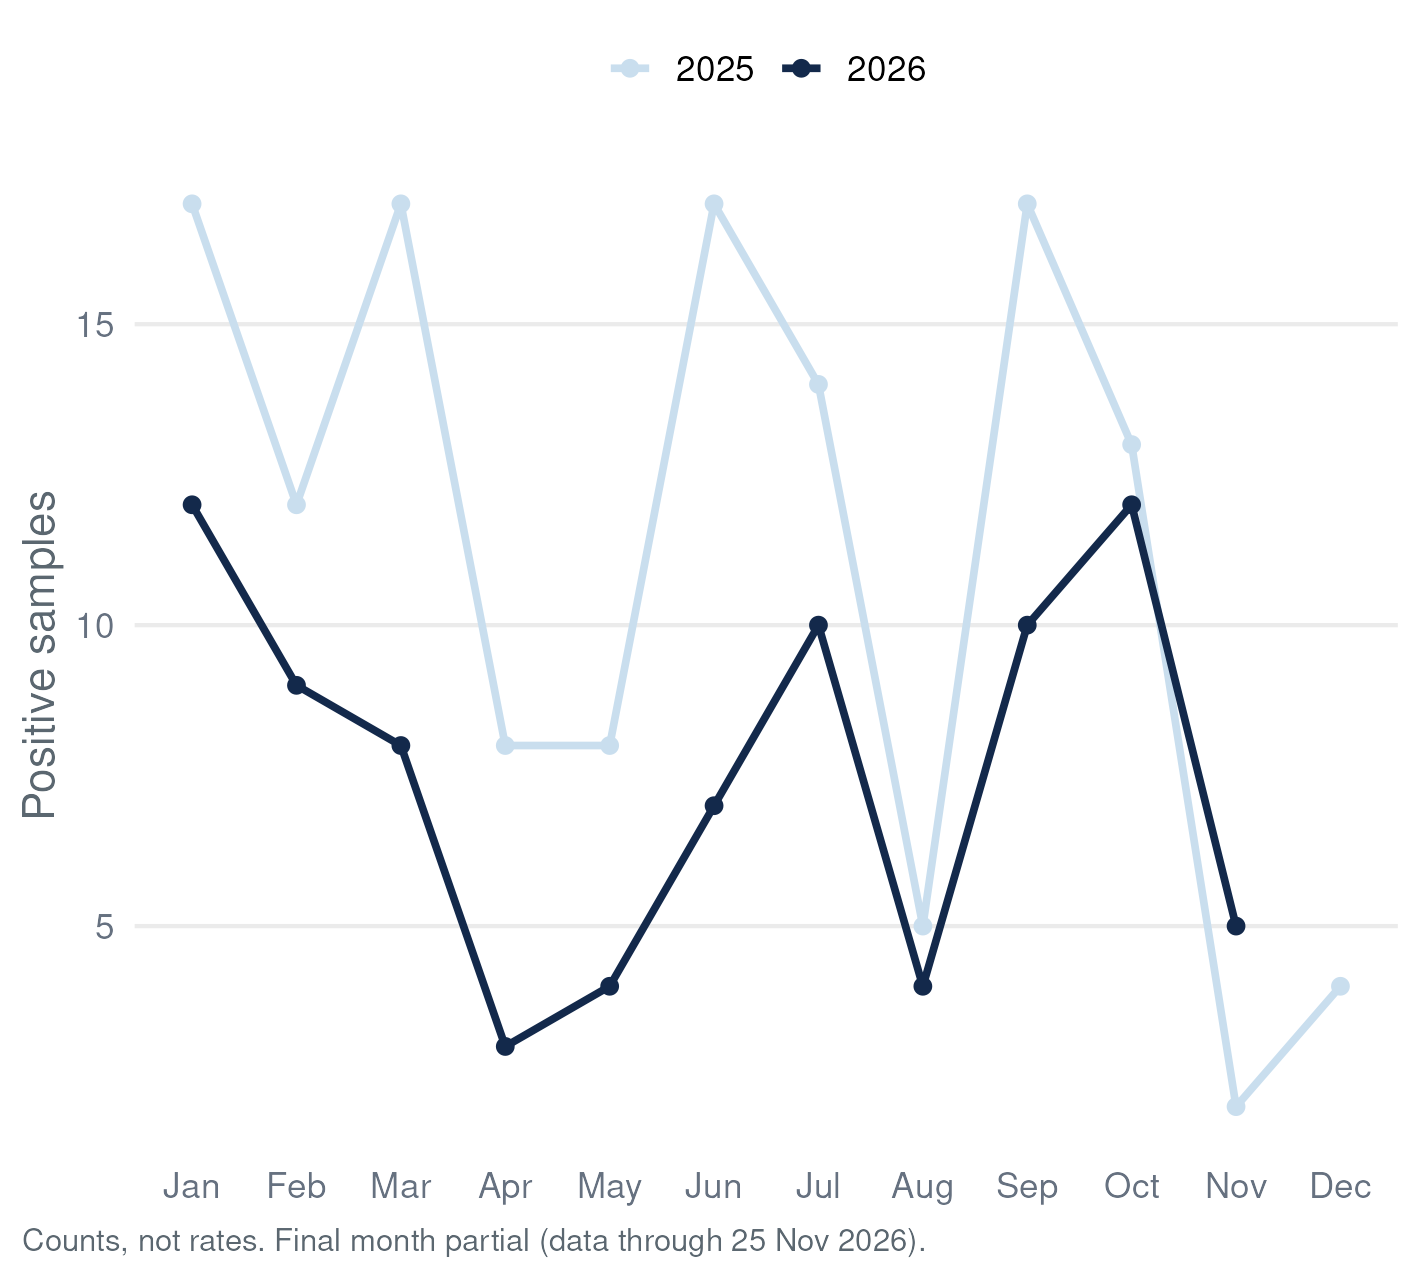 2025 2026
15
10
5
Positive samples
Jan Feb Mar Apr May Jun Jul Aug Sep Oct Nov Dec
Counts, not rates. Final month partial (data through 25 Nov 2026).